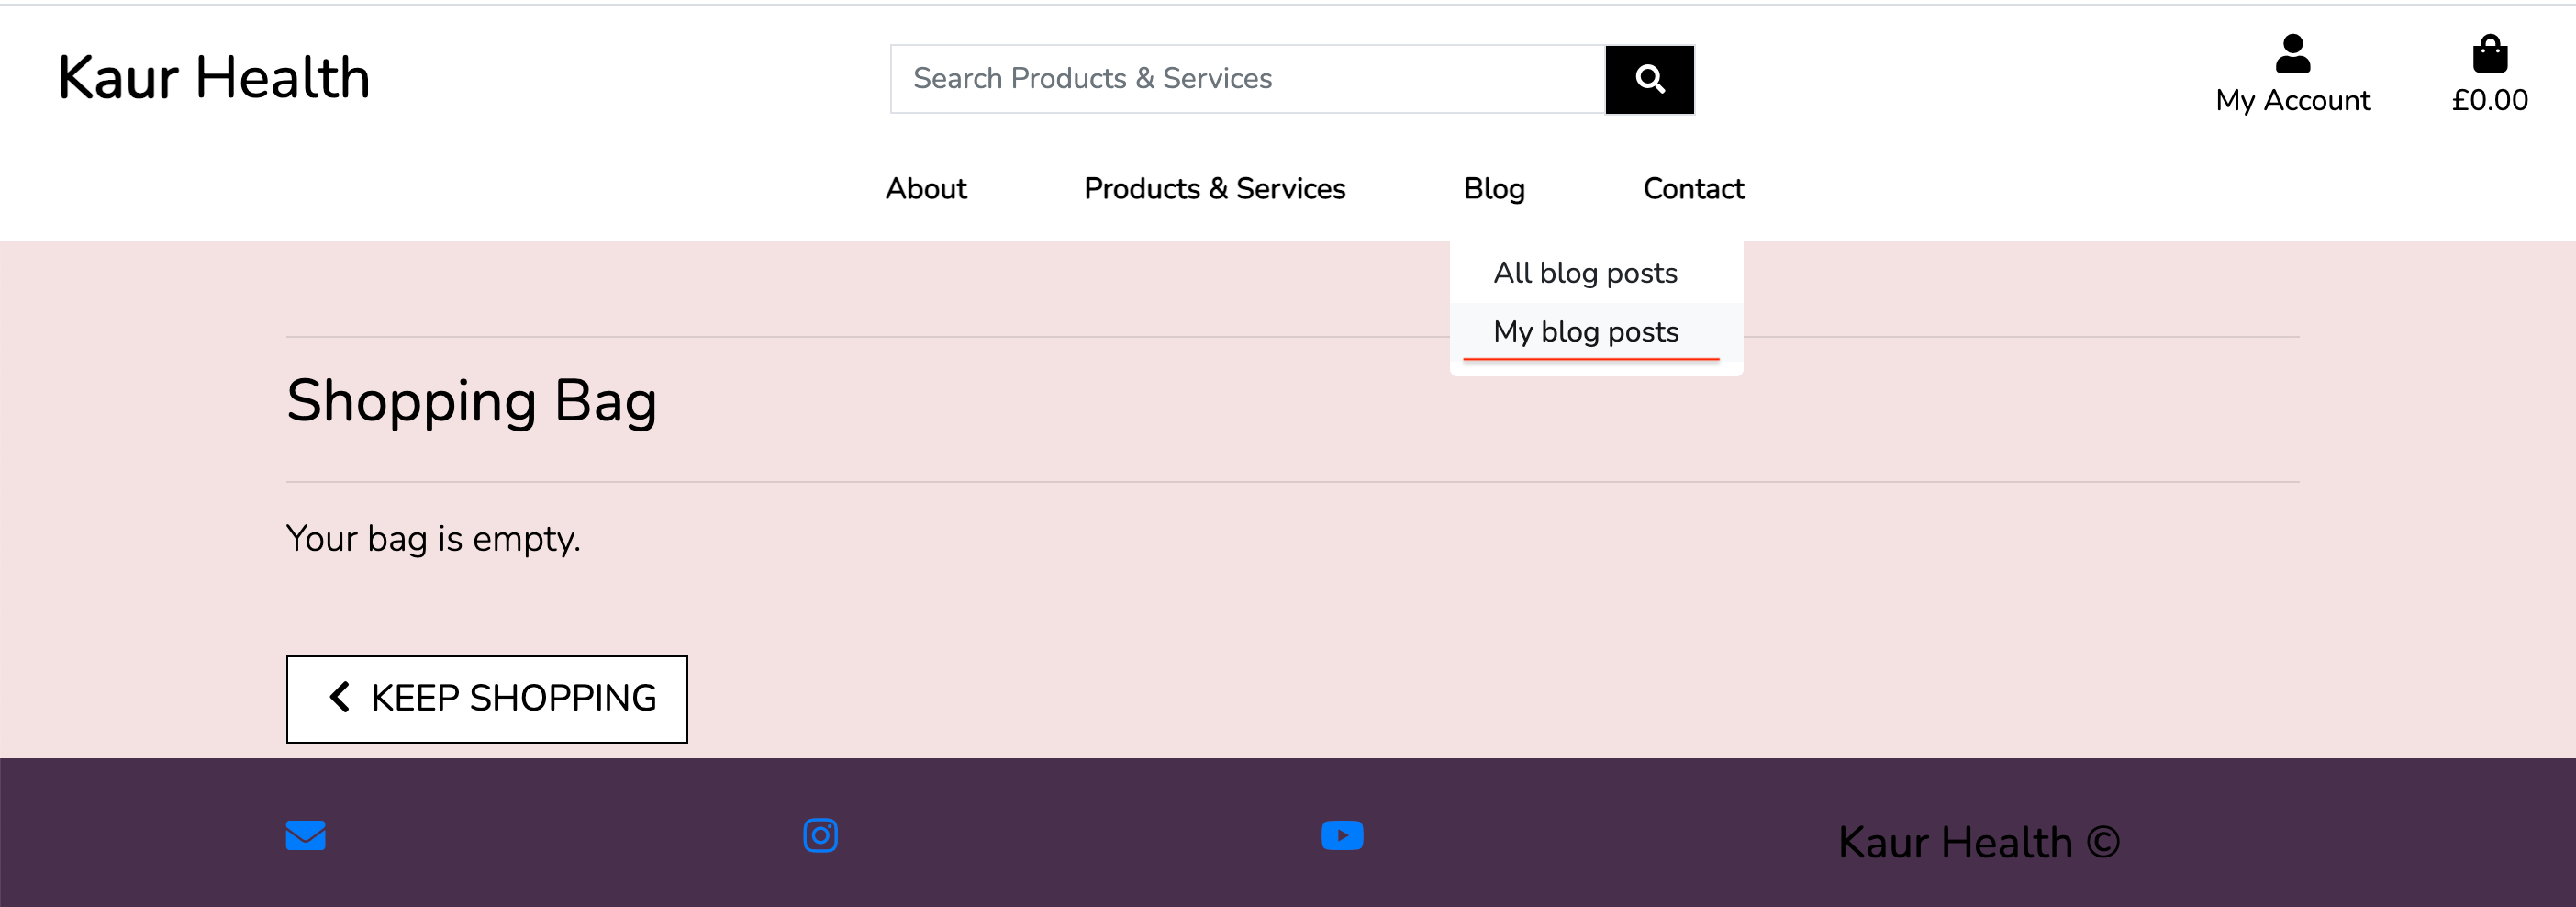 Kaur Health
Search Products & Services
My Account
£0.00
About
Products & Services
Blog
Contact
All blog posts
My blog posts
Shopping Bag
Your bag is empty.
KEEP SHOPPING
Kaur Health ©